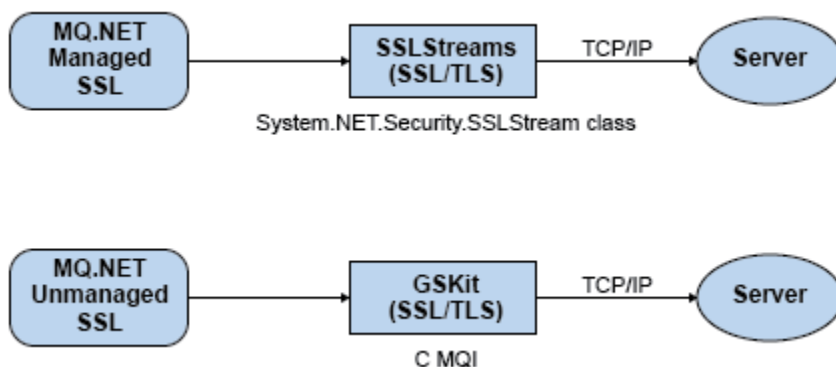 MQ.NET
Managed
SSL
SSLStreams
(SSL/TLS)
TCP/IP
Server
System.NET.Security.SSLStream class
MQ.NET
Unmanaged
SSL
GSKit
(SSL/TLS)
TCP/IP
Server
C MQI